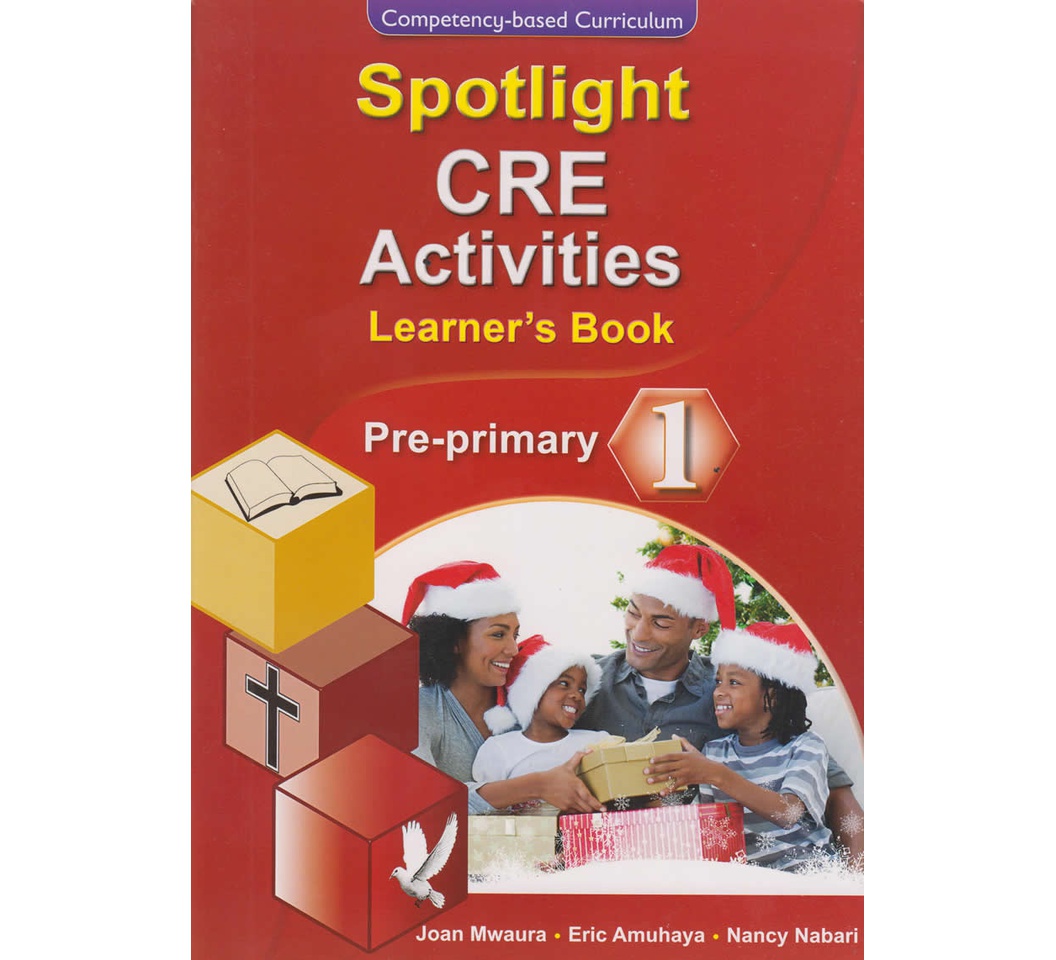 Competency-based Curriculum
Spotlight
CRE
Activities
Learner's Book
Pre-primary 1
Joan Mwaura • Eric Amuhaya • Nancy Nabari